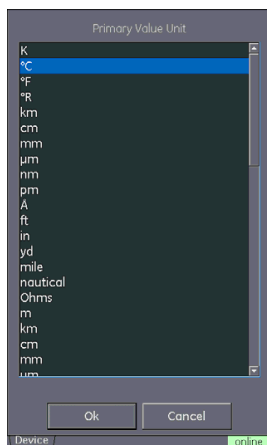 Primary Value Unit
K
°C
°F
°R
km
cm
mm
µm
nm
pm
Å
ft
in
yd
mile
nautical
Ohms
m
km
cm
mm
µm
Ok
Cancel
Device
online